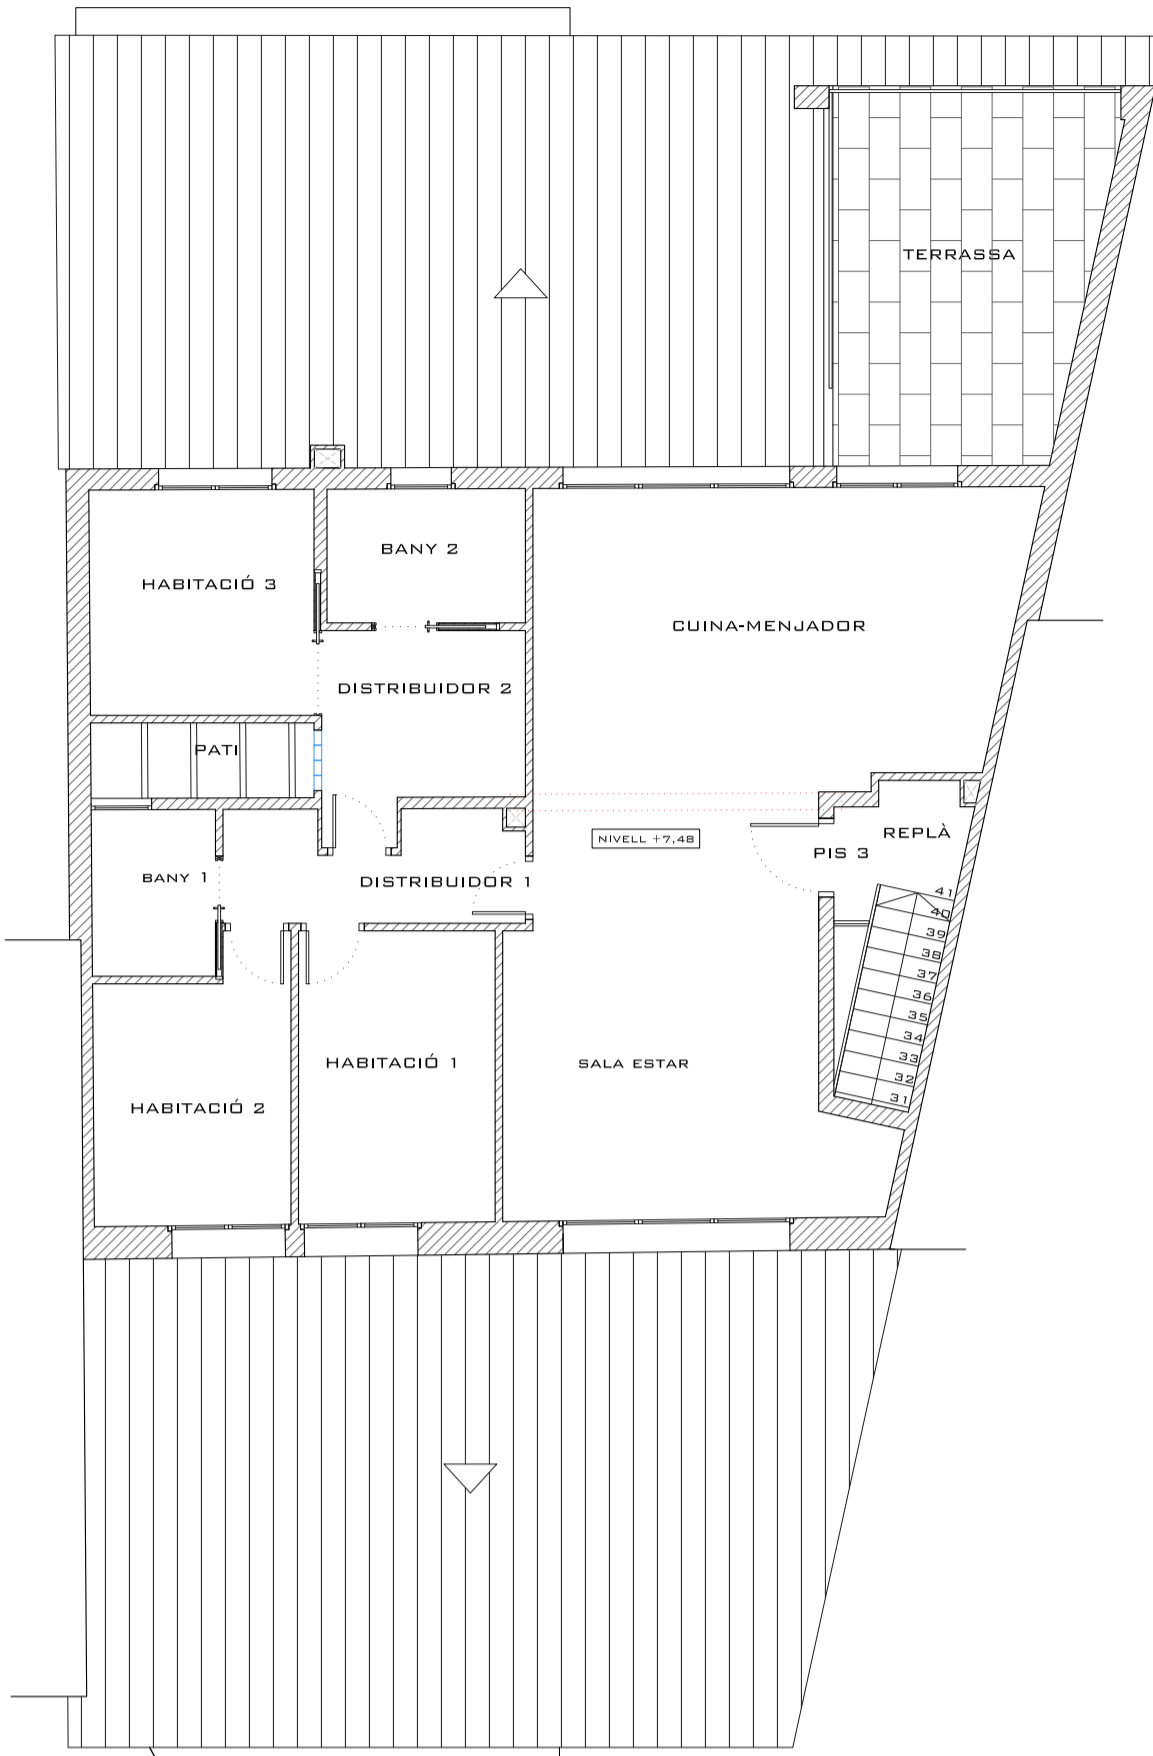 TERRASSA
BANY 2
HABITACIÓ 3
CUINA-MENJADOR
DISTRIBUIDOR 2
PATI
NIVELL +7,48
REPLÀ
PIS 3
BANY 1
DISTRIBUIDOR 1
41
40
39
38
37
36
35
34
33
32
31
HABITACIÓ 1
SALA ESTAR
HABITACIÓ 2